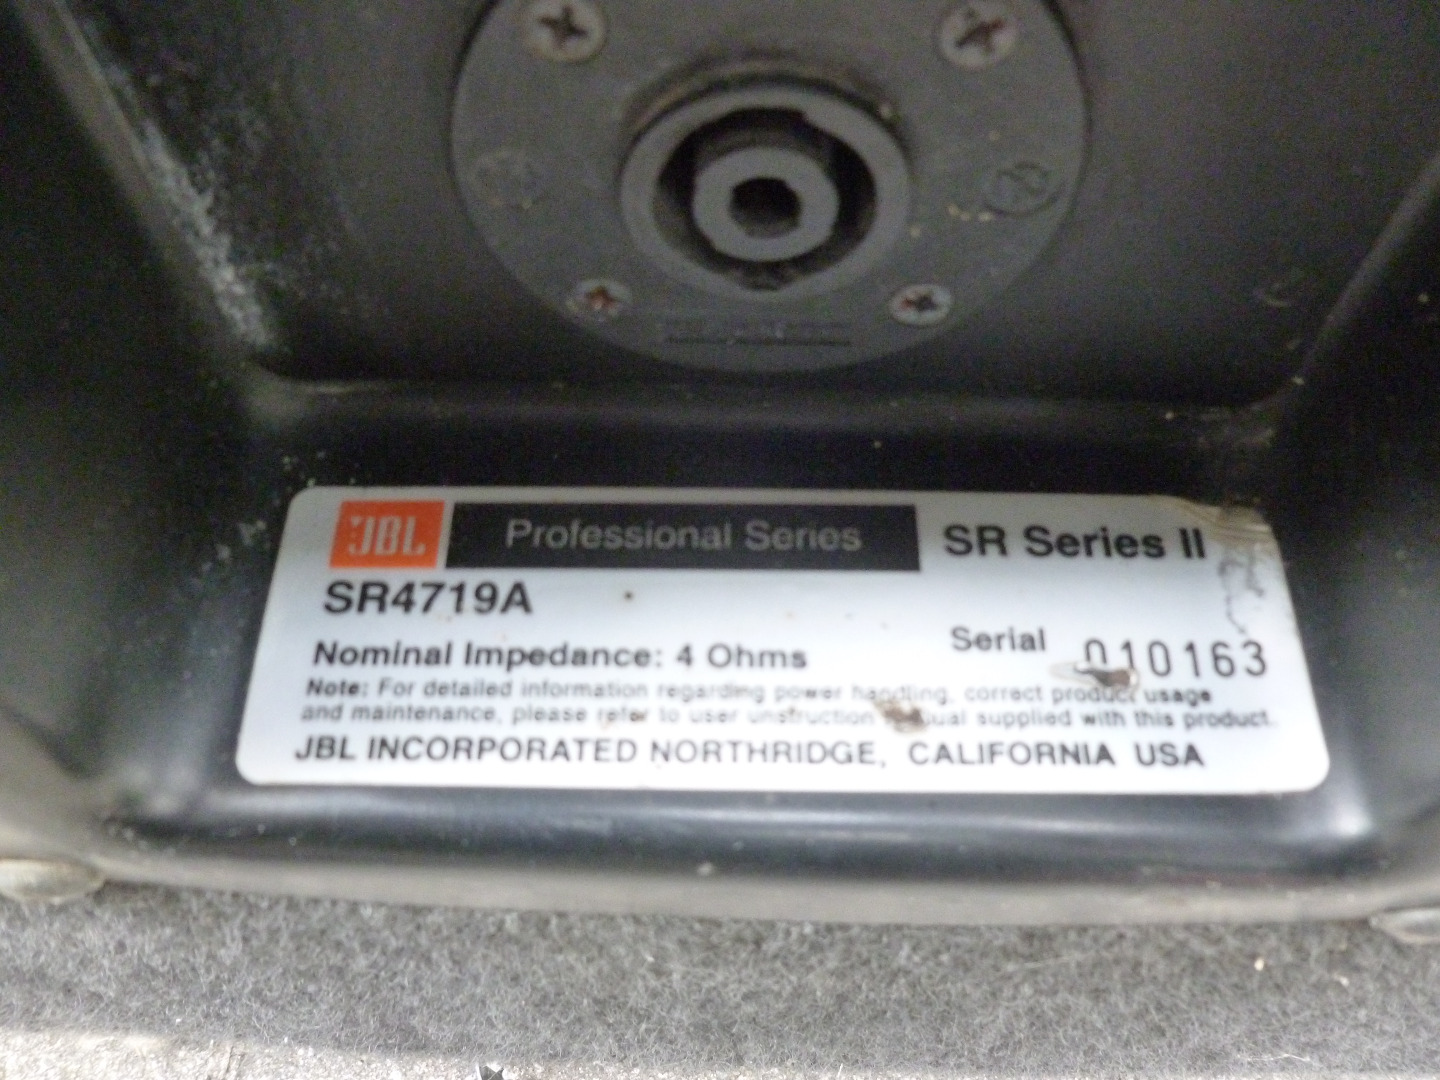 JBL Professional Series SR Series II
SR4719A
Nominal Impedance: 4 Ohms Serial 010163
Note: For detailed information regarding power handling, correct product usage
and maintenance, please refer to user instruction supplied with this product.
JBL INCORPORATED NORTHRIDGE, CALIFORNIA USA